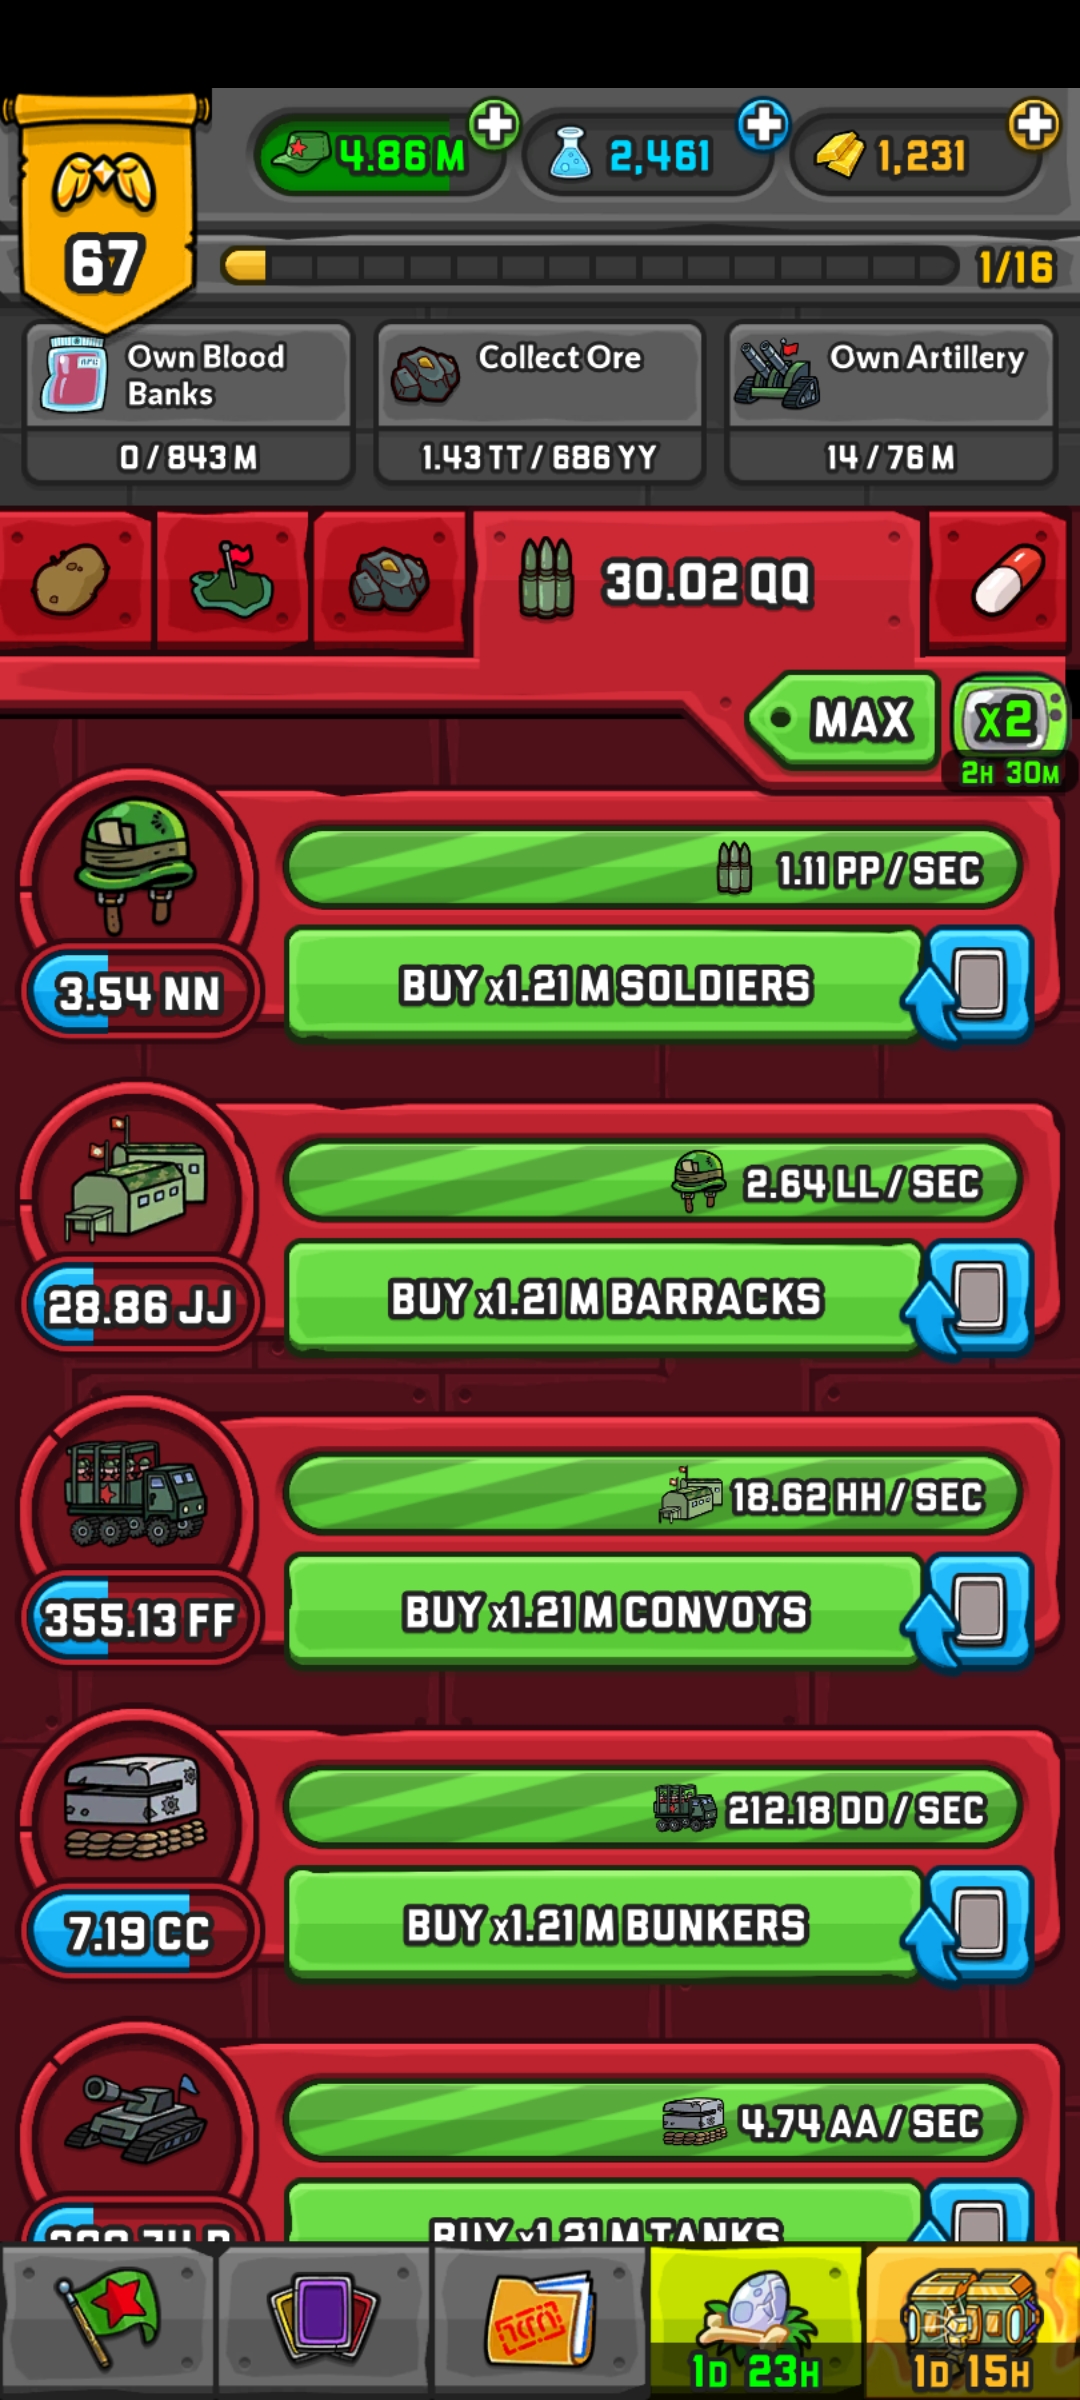 4.86 M
2,461
1,231
67
1/16
Own Blood
Banks
0 / 843 M
Collect Ore
1.43 TT / 686 YY
Own Artillery
14 / 76 M
30.02 QQ
MAX
x2
2H 30M
1.11 PP / SEC
3.54 NN
BUY x1.21 M SOLDIERS
2.64 LL / SEC
28.86 JJ
BUY x1.21 M BARRACKS
18.62 HH / SEC
355.13 FF
BUY x1.21 M CONVOYS
212.18 DD / SEC
7.19 CC
BUY x1.21 M BUNKERS
4.74 AA / SEC
BUY x1.21 M TANKS
1D 23H
1D 15H